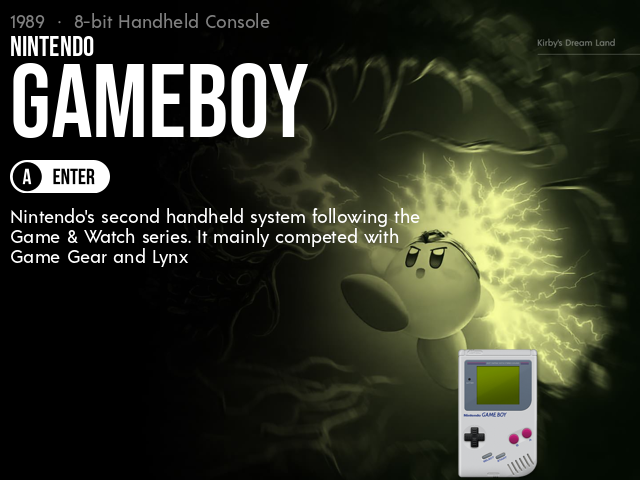 1989 · 8-bit Handheld Console
NINTENDO
GAMEBOY
Kirby's Dream Land
A ENTER
Nintendo's second handheld system following the
Game & Watch series. It mainly competed with
Game Gear and Lynx
Nintendo GAME BOY